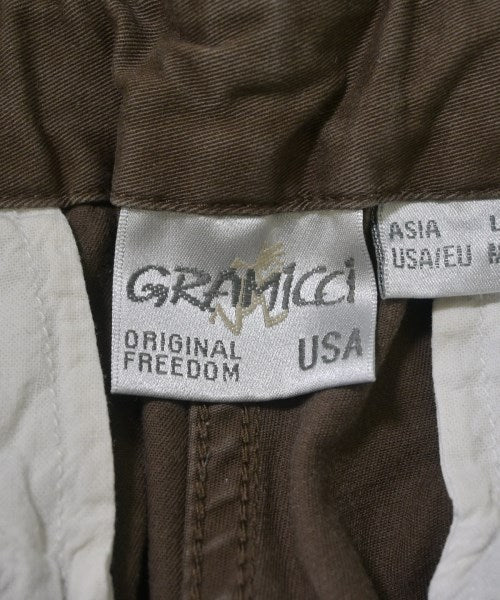 GRAMICCI
ORIGINAL
FREEDOM
USA
ASIA L
USA/EU M